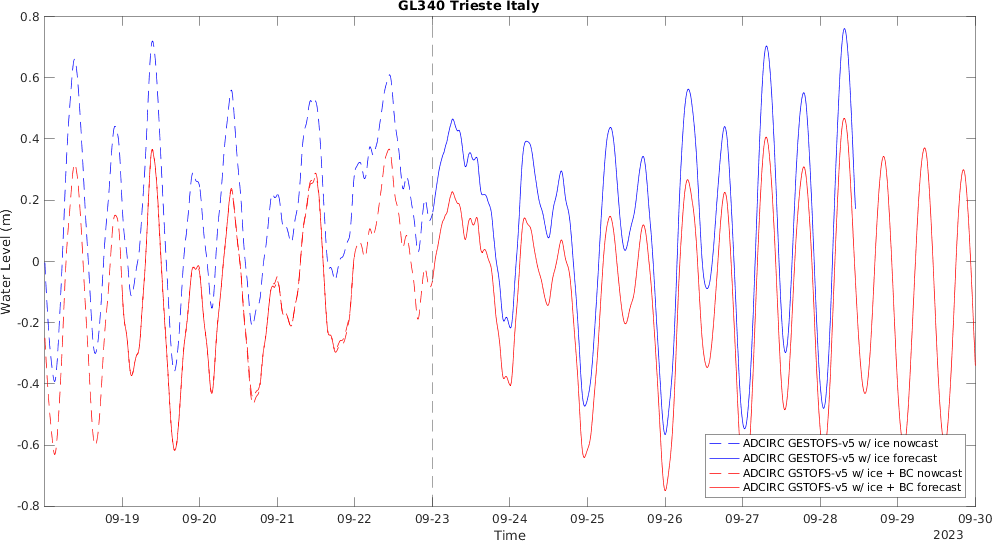 GL340 Trieste Italy
Water Level (m)
0.8
0.6
0.4
0.2
0
-0.2
-0.4
-0.6
-0.8
ADCIRC GESTOFS-v5 w/ ice nowcast
ADCIRC GESTOFS-v5 w/ ice forecast
ADCIRC GSTOFS-v5 w/ ice + BC nowcast
ADCIRC GSTOFS-v5 w/ ice + BC forecast
09-19 09-20 09-21 09-22 09-23 09-24 09-25 09-26 09-27 09-28 09-29 09-30
Time
2023